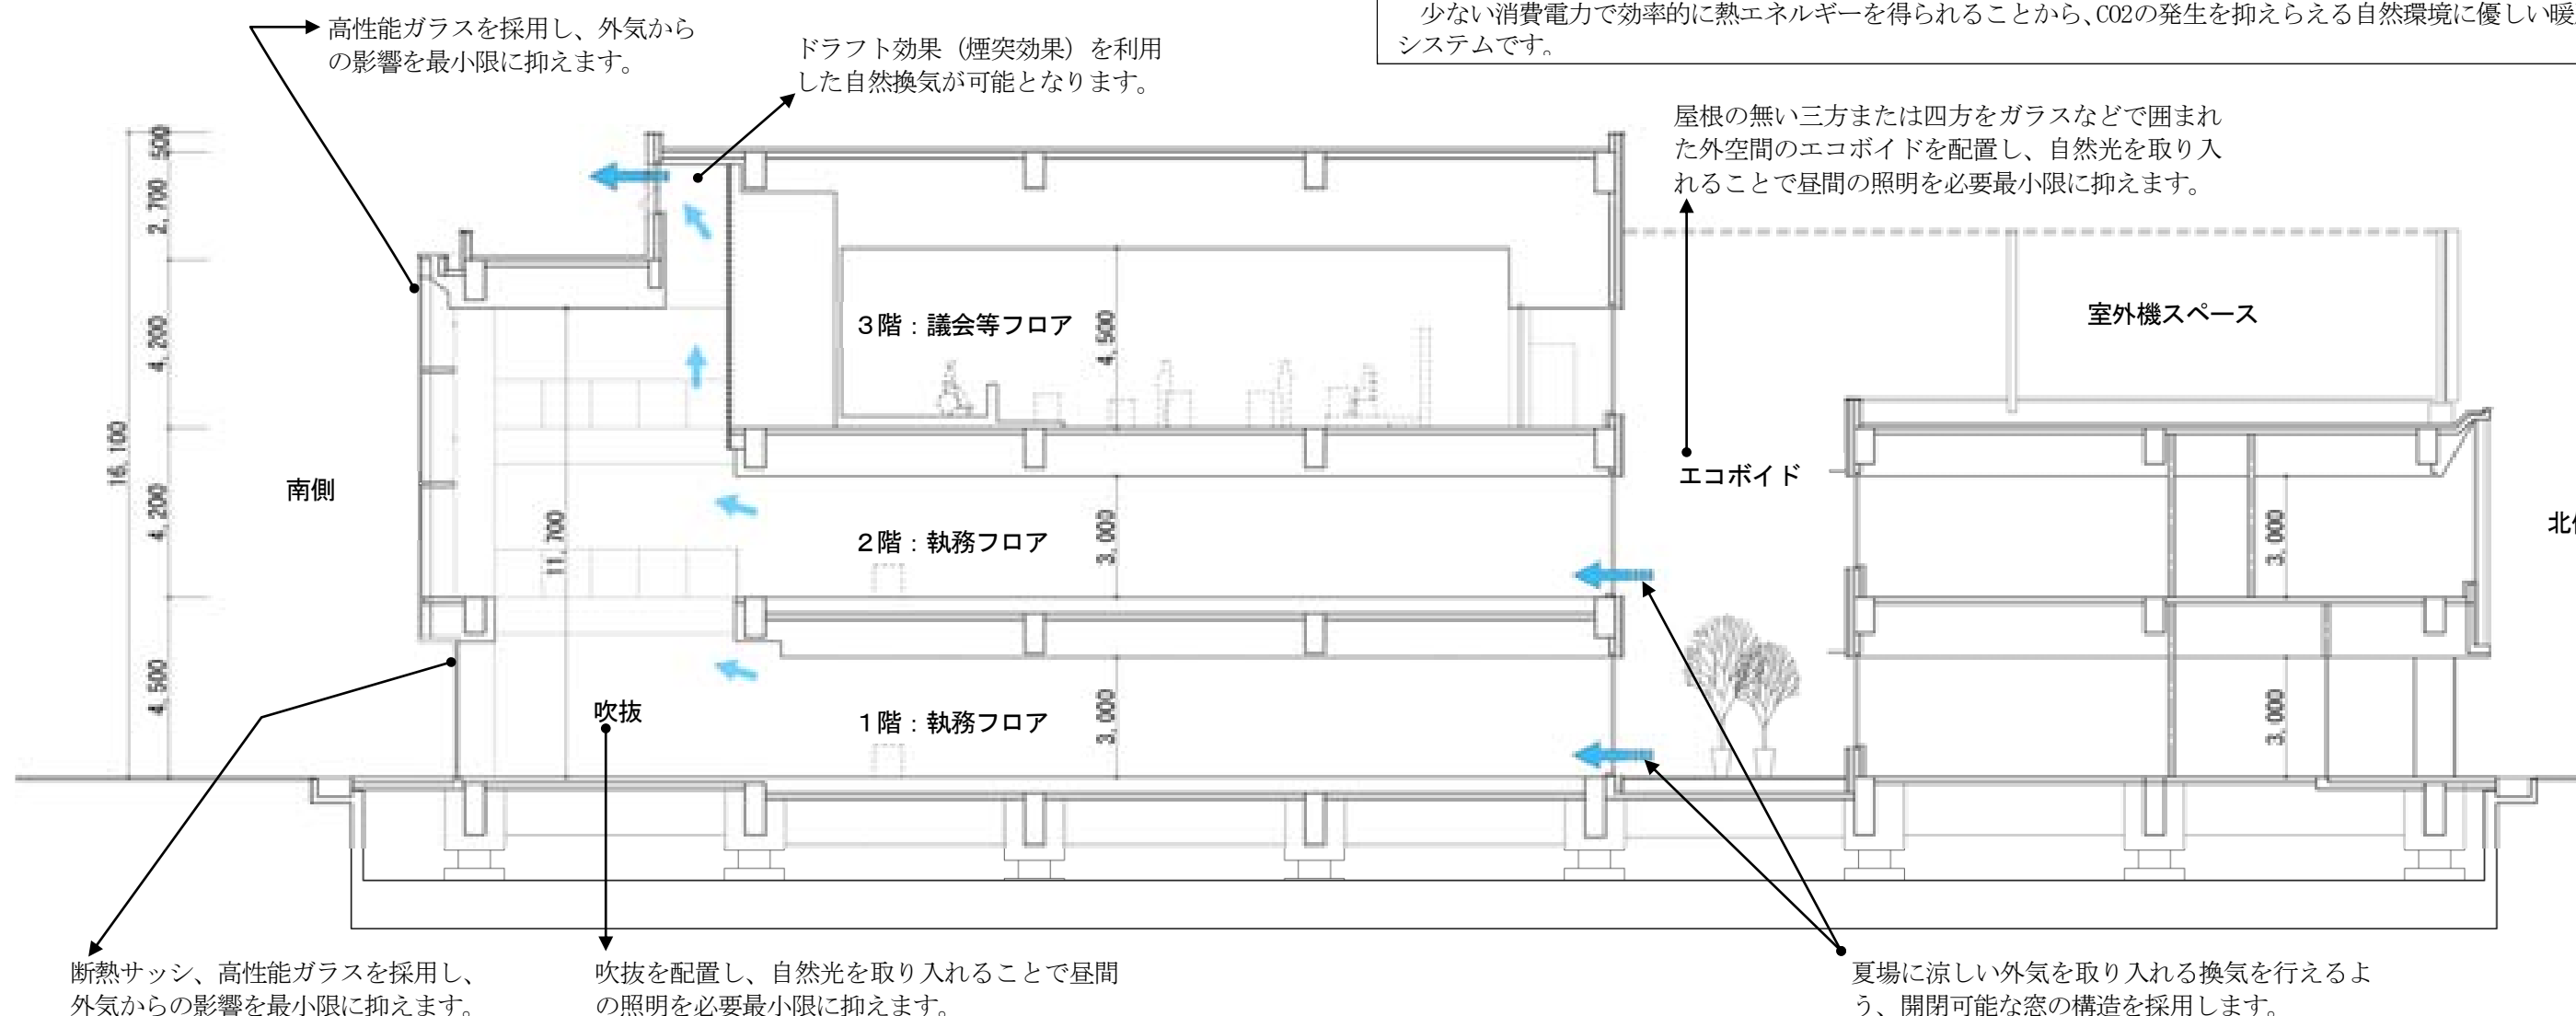 高性能ガラスを採用し、外気から
の影響を最小限に抑えます。
ドラフト効果（煙突効果）を利用
した自然換気が可能となります。
少ない消費電力で効率的に熱エネルギーを得られることから、CO2の発生を抑えらえる自然環境に優しい暖
システムです。
屋根の無い三方または四方をガラスなどで囲まれ
た外空間のエコボイドを配置し、自然光を取り入
れることで昼間の照明を必要最小限に抑えます。
500
2,700
4,200
4,200
4,500
16,100
南側
11,700
3階：議会等フロア
4,500
2階：執務フロア
3,000
1階：執務フロア
3,000
吹抜
エコボイド
室外機スペース
3,000
3,000
北
断熱サッシ、高性能ガラスを採用し、
外気からの影響を最小限に抑えます。
吹抜を配置し、自然光を取り入れることで昼間
の照明を必要最小限に抑えます。
夏場に涼しい外気を取り入れる換気を行えるよ
う、開閉可能な窓の構造を採用します。